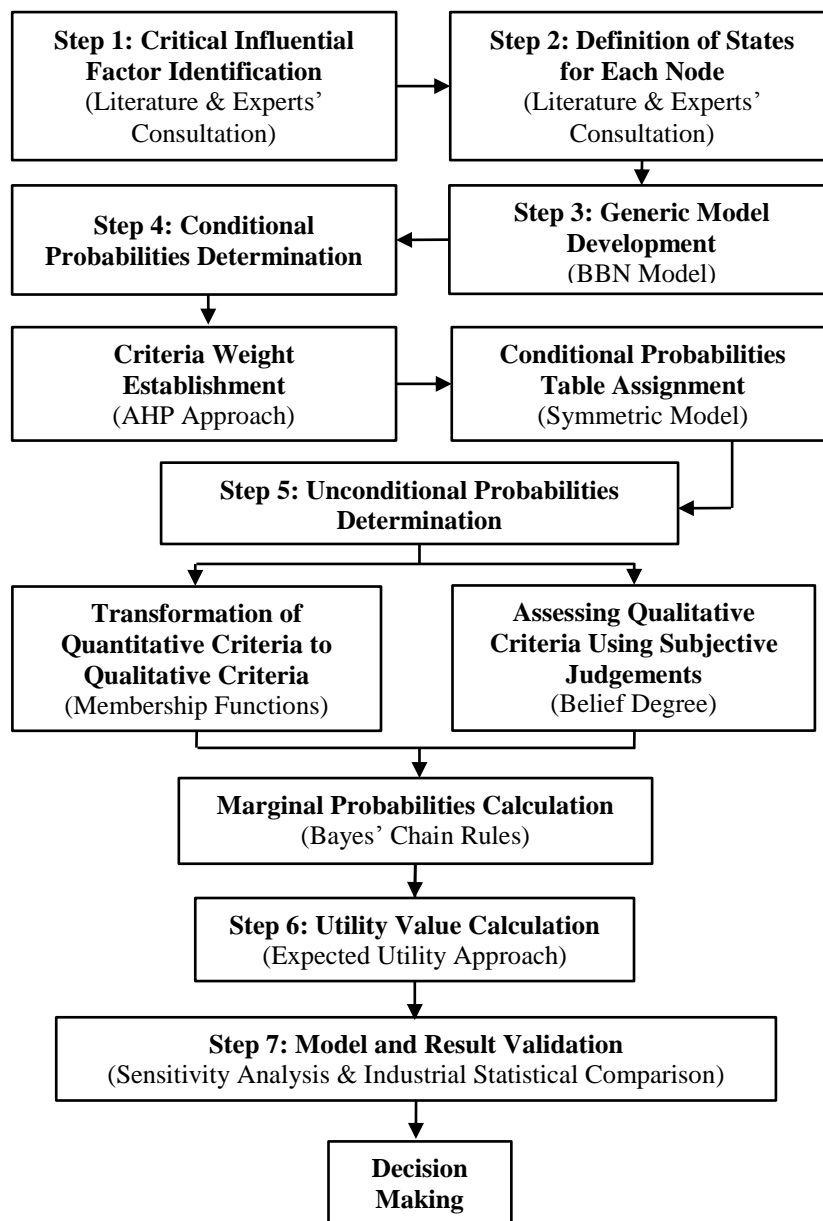 Step 1: Critical Influential
Factor Identification
(Literature & Experts’
Consultation)
Step 2: Definition of States
for Each Node
(Literature & Experts’
Consultation)
Step 3: Generic Model
Development
(BBN Model)
Step 4: Conditional
Probabilities Determination
Criteria Weight
Establishment
(AHP Approach)
Conditional Probabilities
Table Assignment
(Symmetric Model)
Step 5: Unconditional Probabilities
Determination
Transformation of
Quantitative Criteria to
Qualitative Criteria
(Membership Functions)
Assessing Qualitative
Criteria Using Subjective
Judgements
(Belief Degree)
Marginal Probabilities Calculation
(Bayes’ Chain Rules)
Step 6: Utility Value Calculation
(Expected Utility Approach)
Step 7: Model and Result Validation
(Sensitivity Analysis & Industrial Statistical Comparison)
Decision
Making